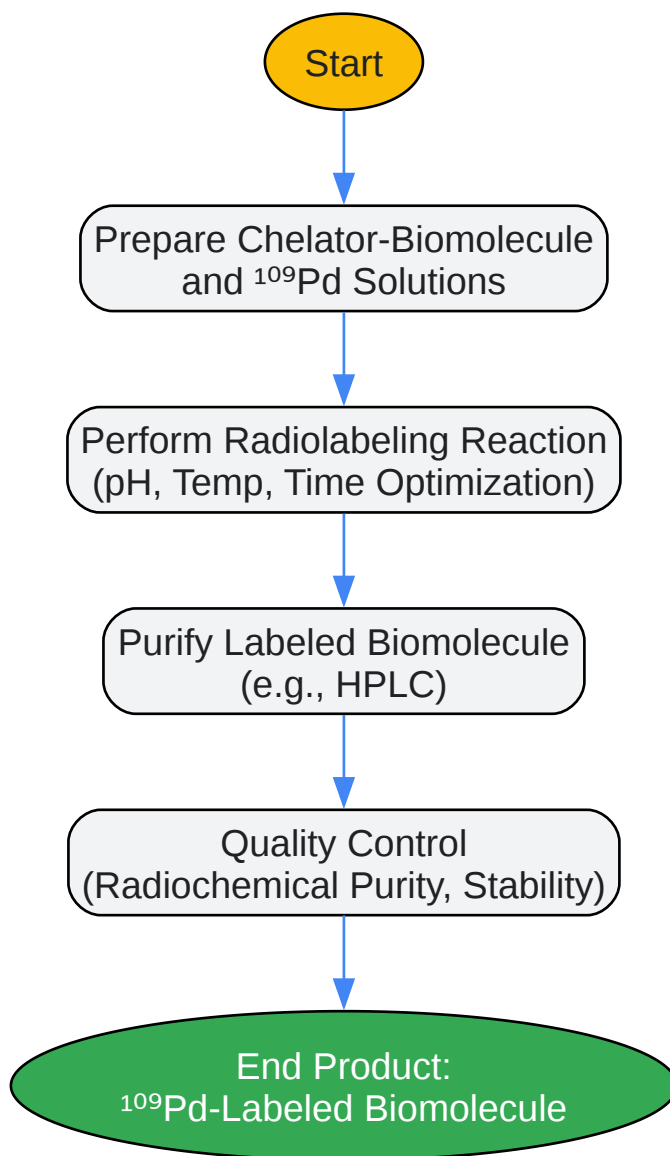 Start
Prepare Chelator-Biomolecule
and ¹⁰⁹Pd Solutions
Perform Radiolabeling Reaction
(pH, Temp, Time Optimization)
Purify Labeled Biomolecule
(e.g., HPLC)
Quality Control
(Radiochemical Purity, Stability)
End Product:
¹⁰⁹Pd-Labeled Biomolecule